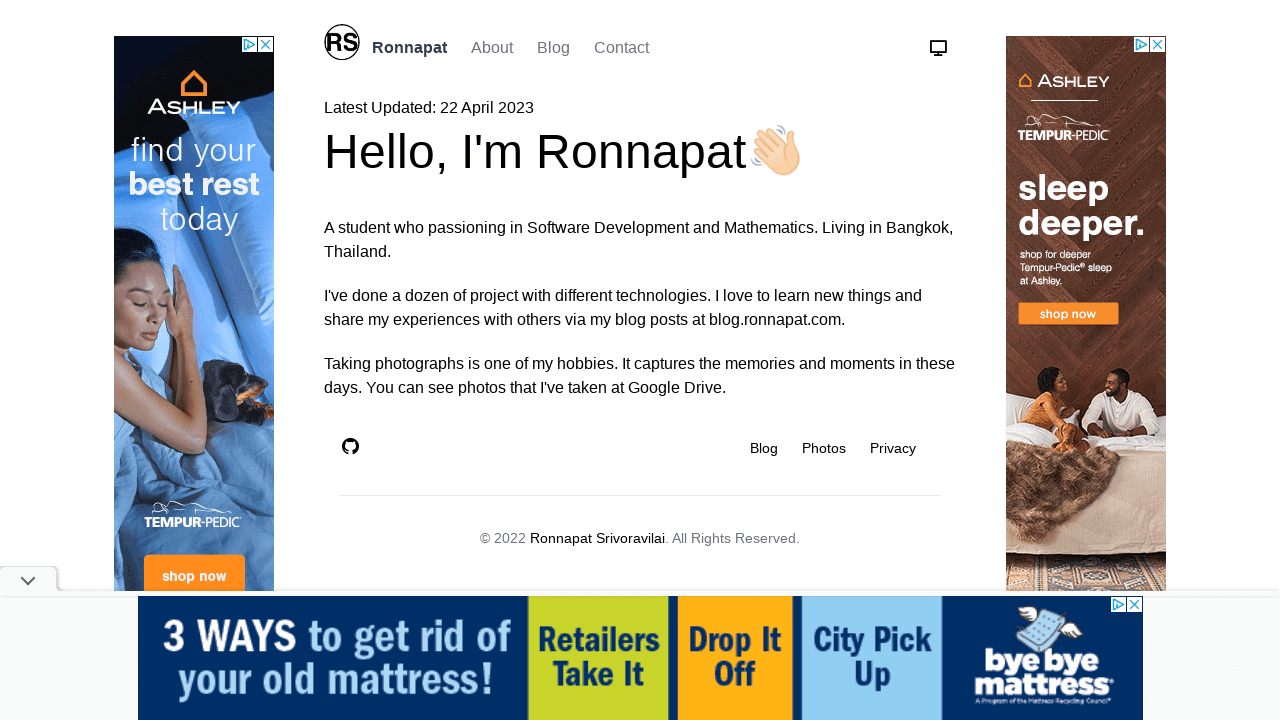 RS Ronnapat About Blog Contact
Latest Updated: 22 April 2023
Hello, I'm Ronnapat👋🏻
A student who passioning in Software Development and Mathematics. Living in Bangkok,
Thailand.
I've done a dozen of project with different technologies. I love to learn new things and
share my experiences with others via my blog posts at blog.ronnapat.com.
Taking photographs is one of my hobbies. It captures the memories and moments in these
days. You can see photos that I've taken at Google Drive.
Blog Photos Privacy
© 2022 Ronnapat Srivoravilai. All Rights Reserved.
ASHLEY
find your
best rest
today
TEMPUR-PEDIC
shop now
ASHLEY
TEMPUR-PEDIC
sleep
deeper.
shop for deeper
Tempur-Pedic® sleep
at Ashley.
shop now
3 WAYS to get rid of
your old mattress!
Retailers
Take It
Drop It
Off
City Pick
Up
bye bye
mattress®
A Program of the Mattress Recycling Council®